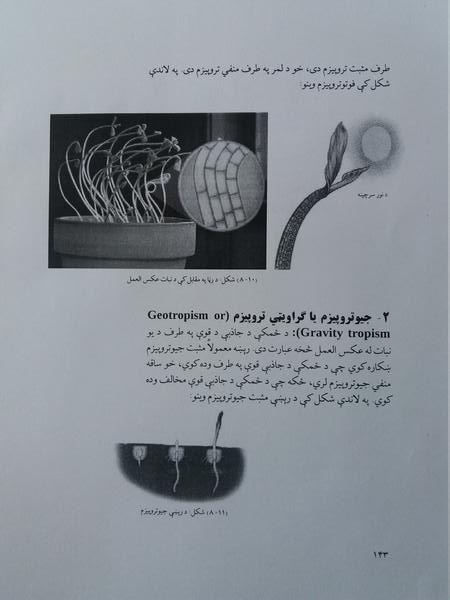 طرف مثبت تروپيزم دی، خو د لمر په طرف منفي تروپيزم دی. په لاندې
شکل کې فوتوتروپيزم وينو:
د نور سرچينه
(۱۰-۸) شکل: د رڼا په مقابل کې د نبات عکس العمل
۲- جيوتروپيزم يا گراويټي تروپيزم (Geotropism or
Gravity tropism): د ځمکې د جاذبې د قوې په طرف د يو
نبات له عکس العمل څخه عبارت دی. رېښه معمولاً مثبت جيوتروپيزم
ښکاره کوي چې د ځمکې د جاذبې قوې په طرف وده کوي، خو ساقه
منفي جيوتروپيزم لري، ځکه چې د ځمکې د جاذبې قوې مخالف وده
کوي. په لاندې شکل کې د رېښې مثبت جيوتروپيزم وينو:
(۱۱-۸) شکل: د رېښې جيوتروپيزم
۱۴۳